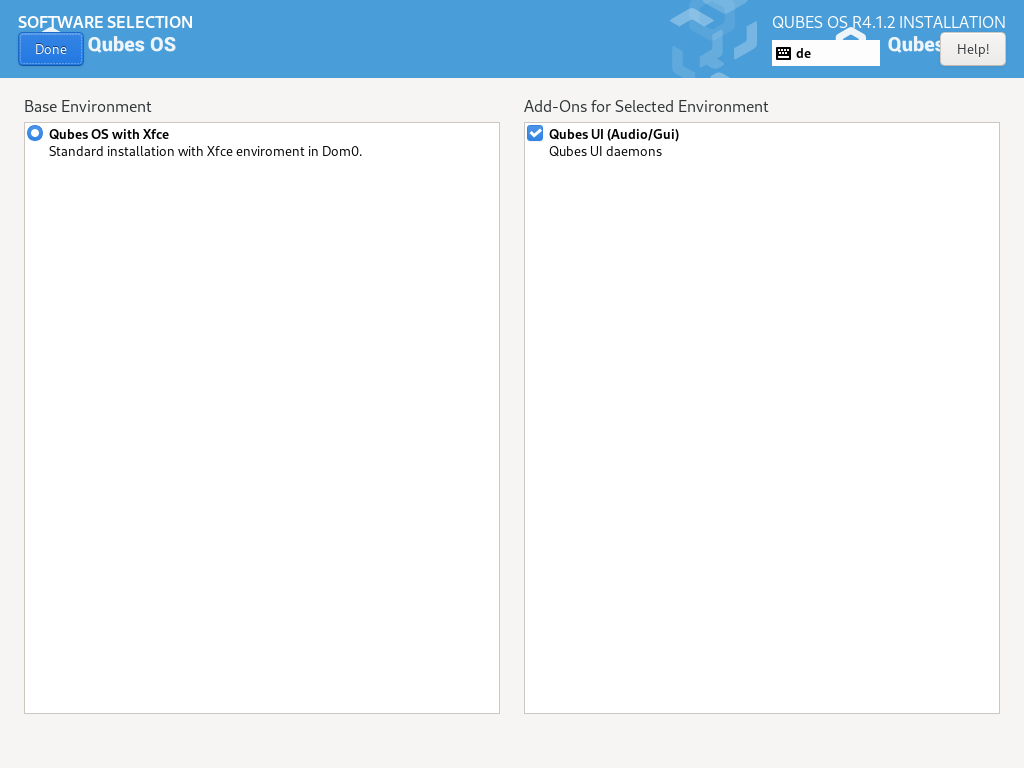 SOFTWARE SELECTION
QUBES OS R4.1.2 INSTALLATION
Done
Qubes OS
de
Qubes
Help!
Base Environment
Add-Ons for Selected Environment
Qubes OS with Xfce
Standard installation with Xfce enviroment in Dom0.
Qubes UI (Audio/Gui)
Qubes UI daemons